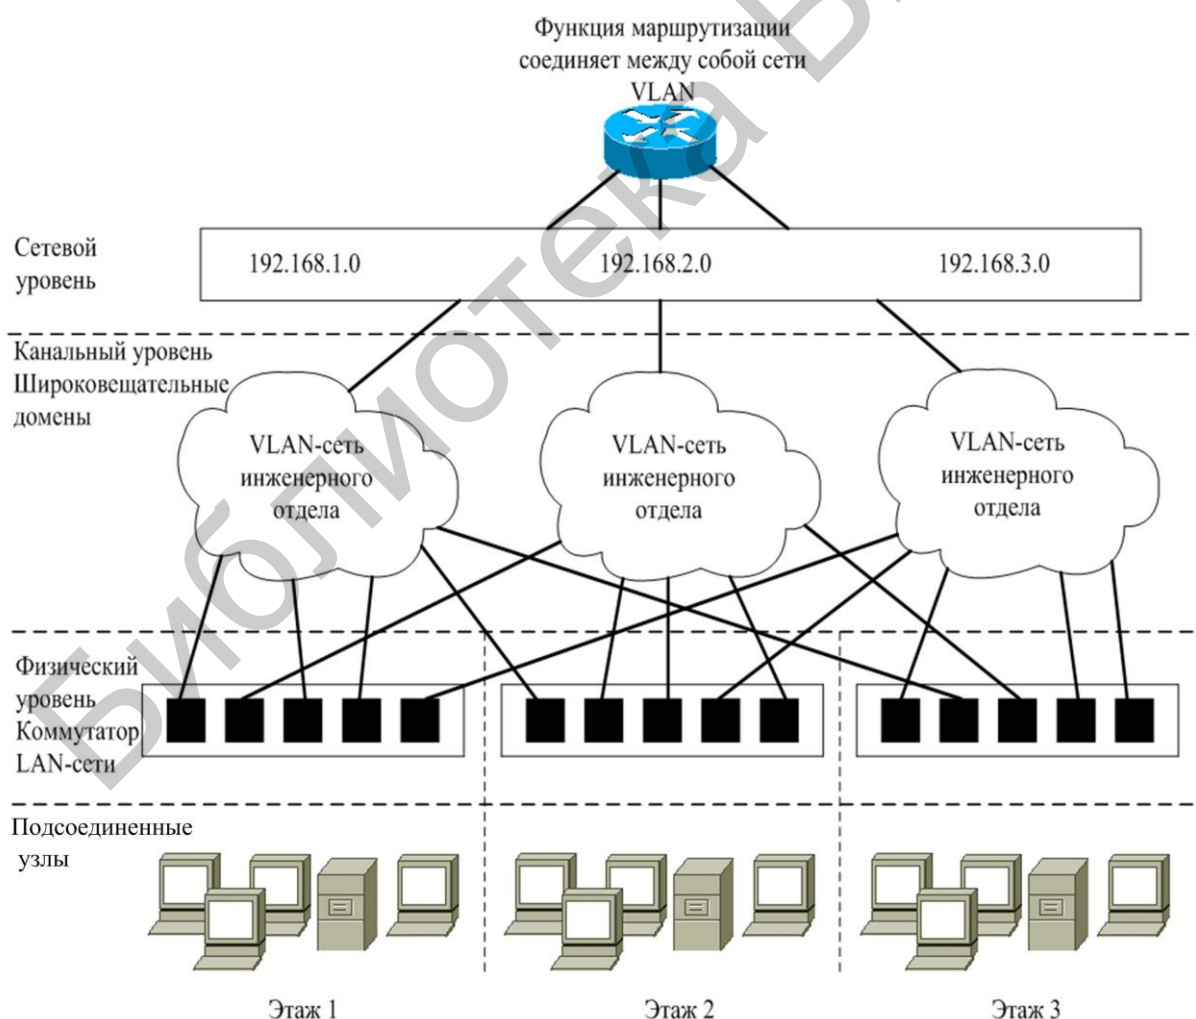 Функция маршрутизации
соединяет между собой сети
VLAN
Сетевой
уровень
192.168.1.0
192.168.2.0
192.168.3.0
Канальный уровень
Широковещательные
домены
VLAN-сеть
инженерного
отдела
VLAN-сеть
инженерного
отдела
VLAN-сеть
инженерного
отдела
Физический
уровень
Коммутатор
LAN-сети
Подсоединенные
узлы
Этаж 1
Этаж 2
Этаж 3
Библиотека